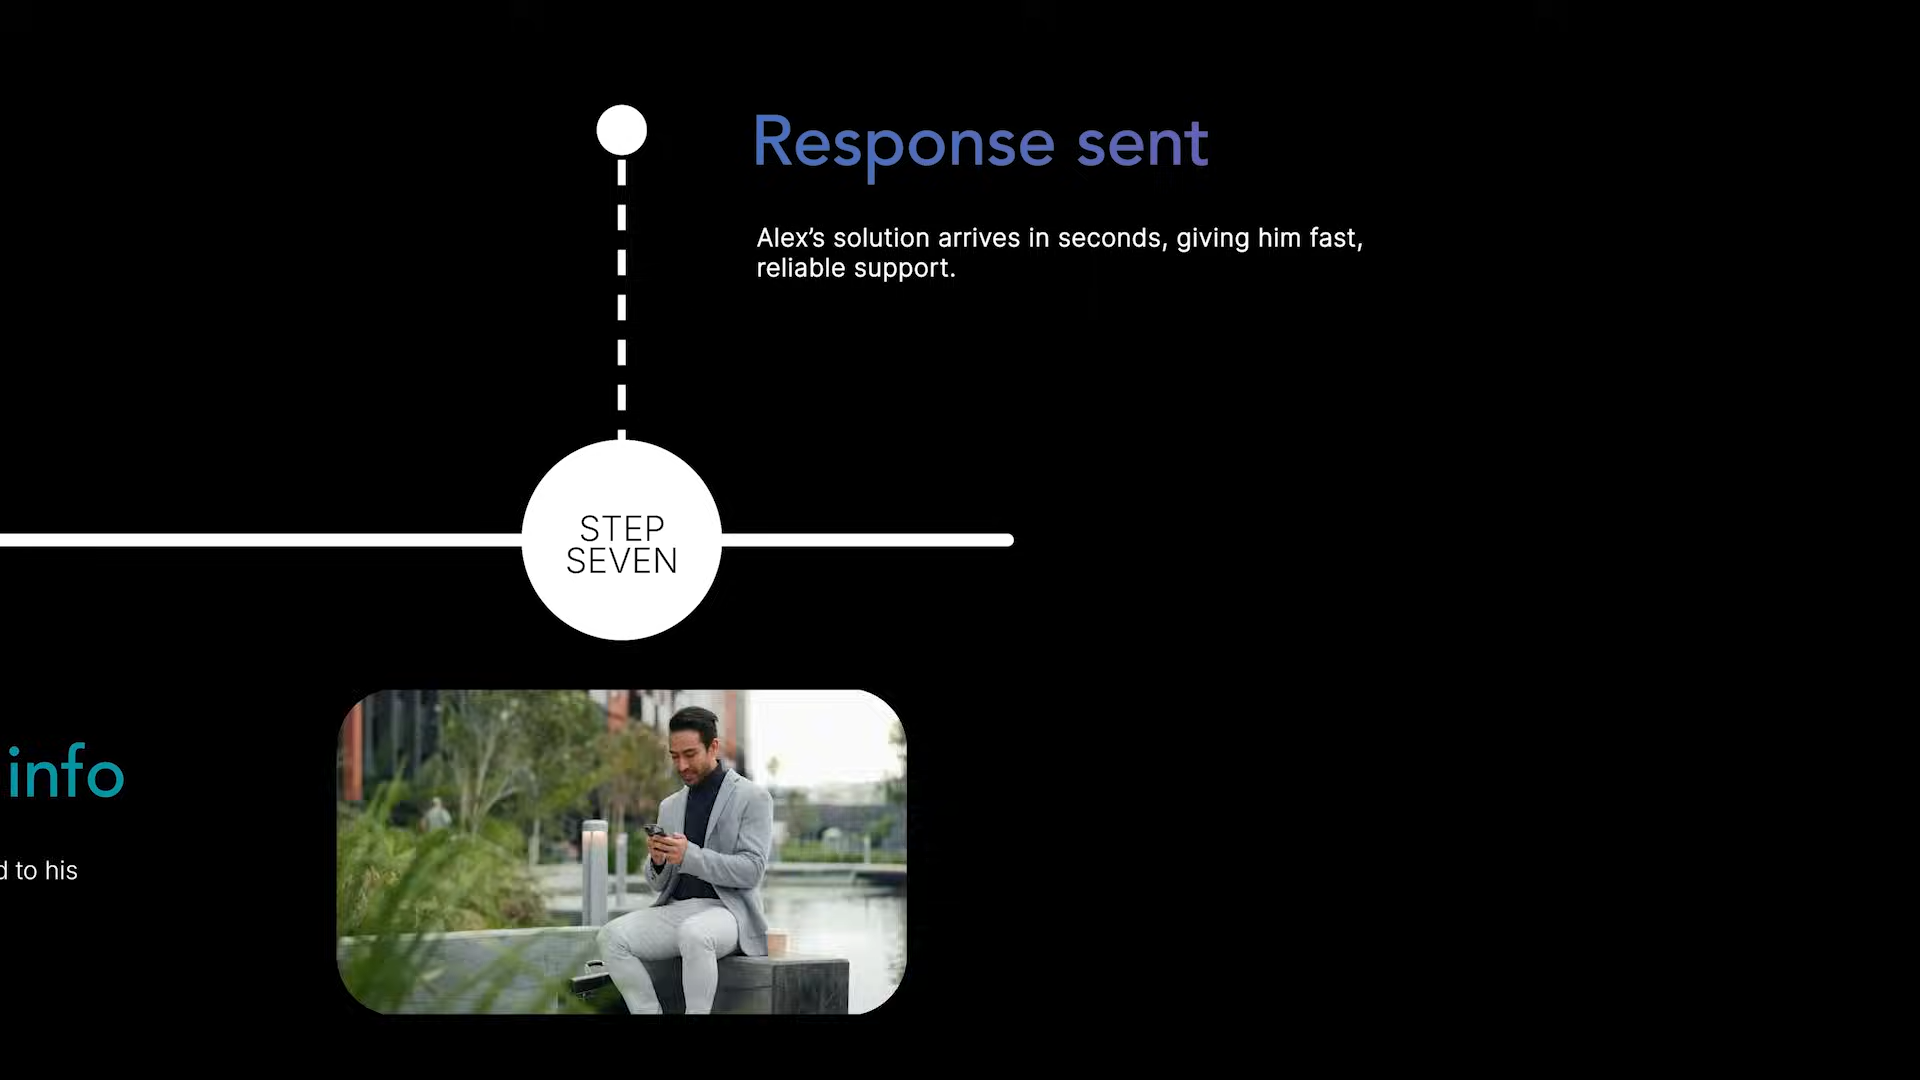 Response sent
Alex’s solution arrives in seconds, giving him fast,
reliable support.
STEP
SEVEN
info
to his